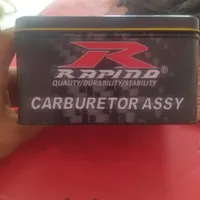 R
RAPIDO
QUALITY/DURABILITY/STABILITY
CARBURETOR ASSY